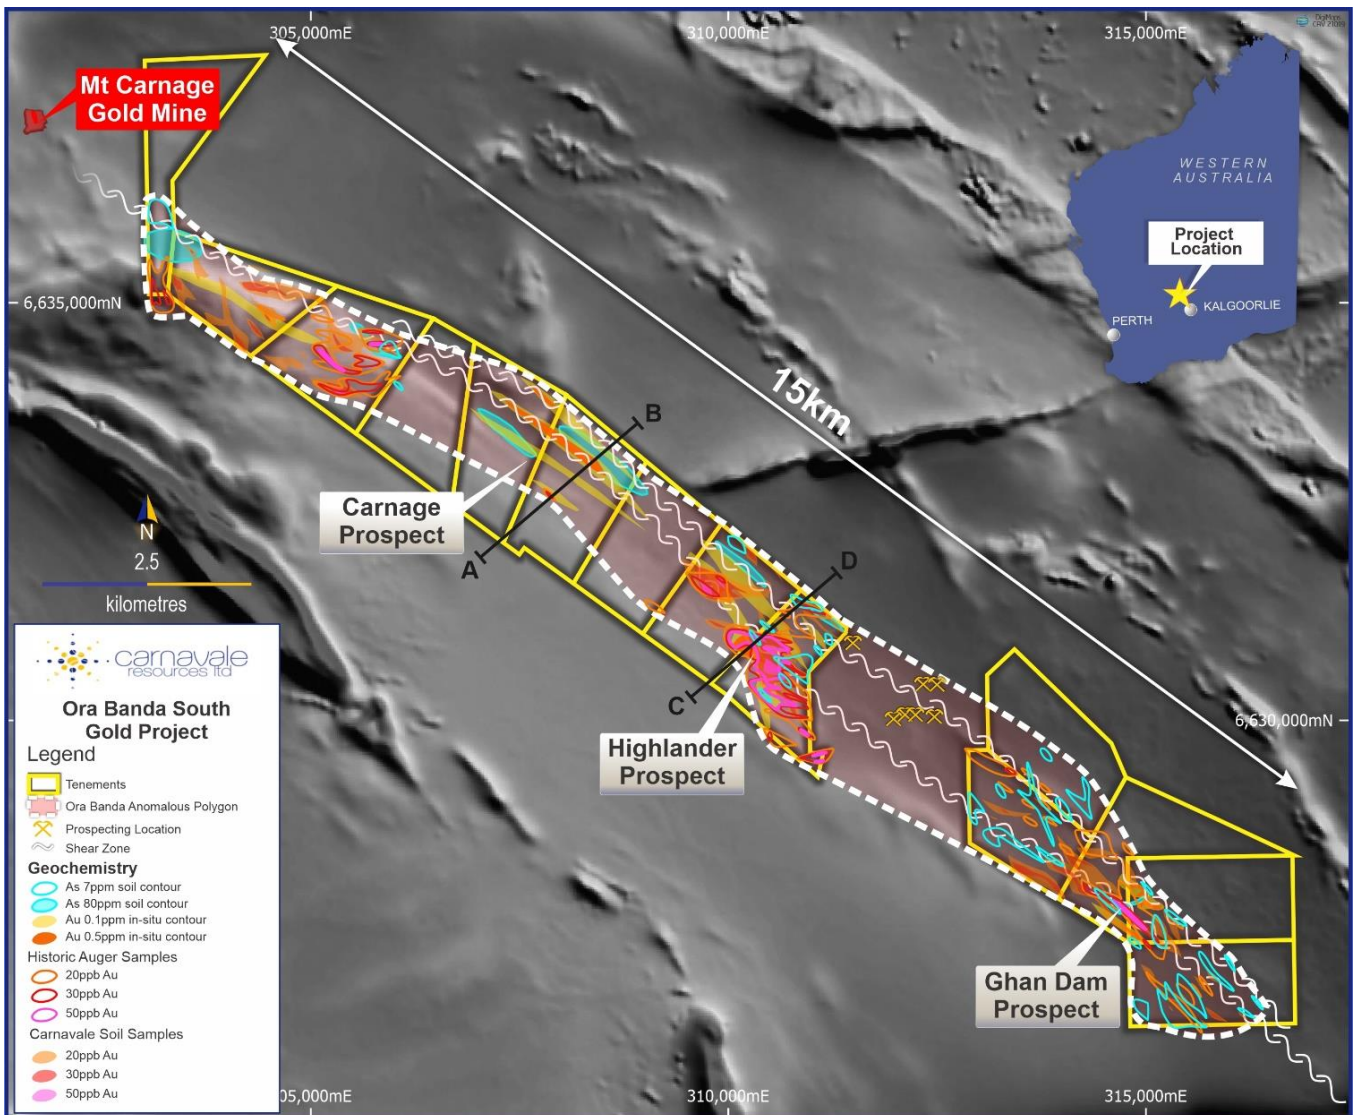 305,000mE
310,000mE
315,000mE
DigiMaps
Mt Carnage
Gold Mine
WESTERN
AUSTRALIA
Project
Location
KALGOORLIE
PERTH
6,635,000mN
15km
B
Carnage
Prospect
A
N
2.5
kilometres
D
C
6,630,000mN
Highlander
Prospect
Ghan Dam
Prospect
carnavale
resources ltd
Ora Banda South
Gold Project
Legend
Tenements
Ora Banda Anomalous Polygon
Prospecting Location
Shear Zone
Geochemistry
As 7ppm soil contour
As 80ppm soil contour
Au 0.1ppm in-situ contour
Au 0.5ppm in-situ contour
Historic Auger Samples
20ppb Au
30ppb Au
50ppb Au
Carnavale Soil Samples
20ppb Au
30ppb Au
50ppb Au
05,000mE
310,000mE
315,000mE